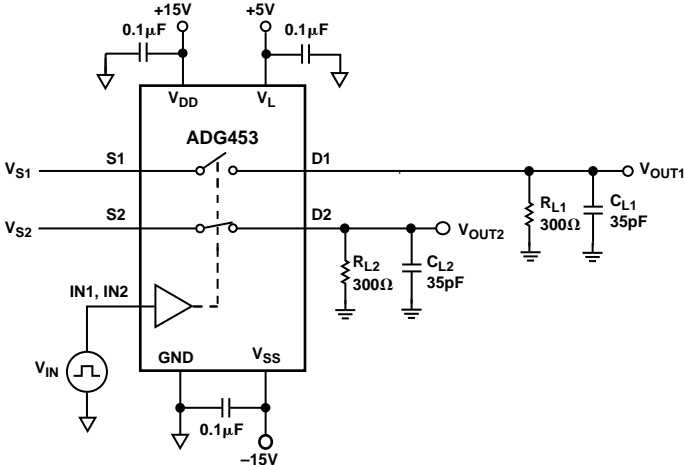 +15V +5V
0.1μF 0.1μF
VDD VL
ADG453
VS1 S1 D1 VOUT1
RL1
300Ω
CL1
35pF
VS2 S2 D2 VOUT2
RL2
300Ω
CL2
35pF
IN1, IN2
VIN
GND VSS
0.1μF
–15V